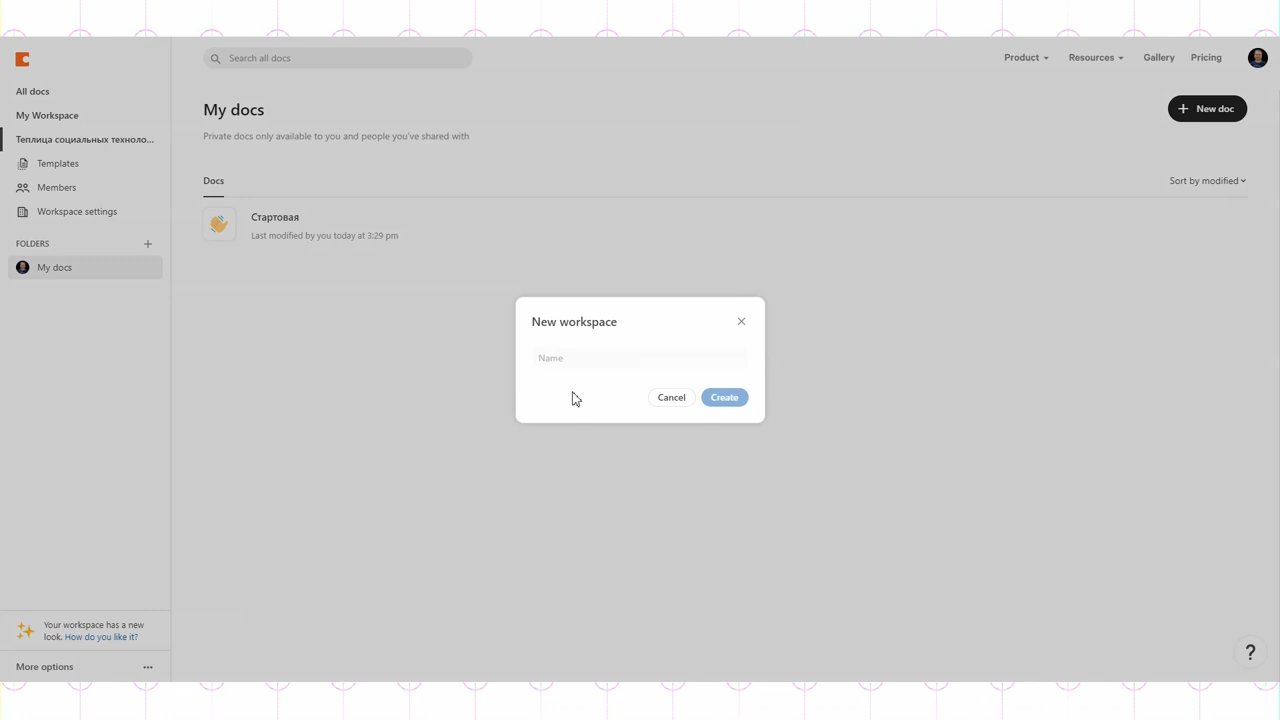 Search all docs
Product
Resources
Gallery
Pricing
All docs
My Workspace
Теплица социальных техноло...
Templates
Members
Workspace settings
FOLDERS
My docs
My docs
New doc
Private docs only available to you and people you've shared with
Docs
Sort by modified
Стартовая
Last modified by you today at 3:29 pm
New workspace
Name
Cancel
Create
Your workspace has a new
look. How do you like it?
More options
?